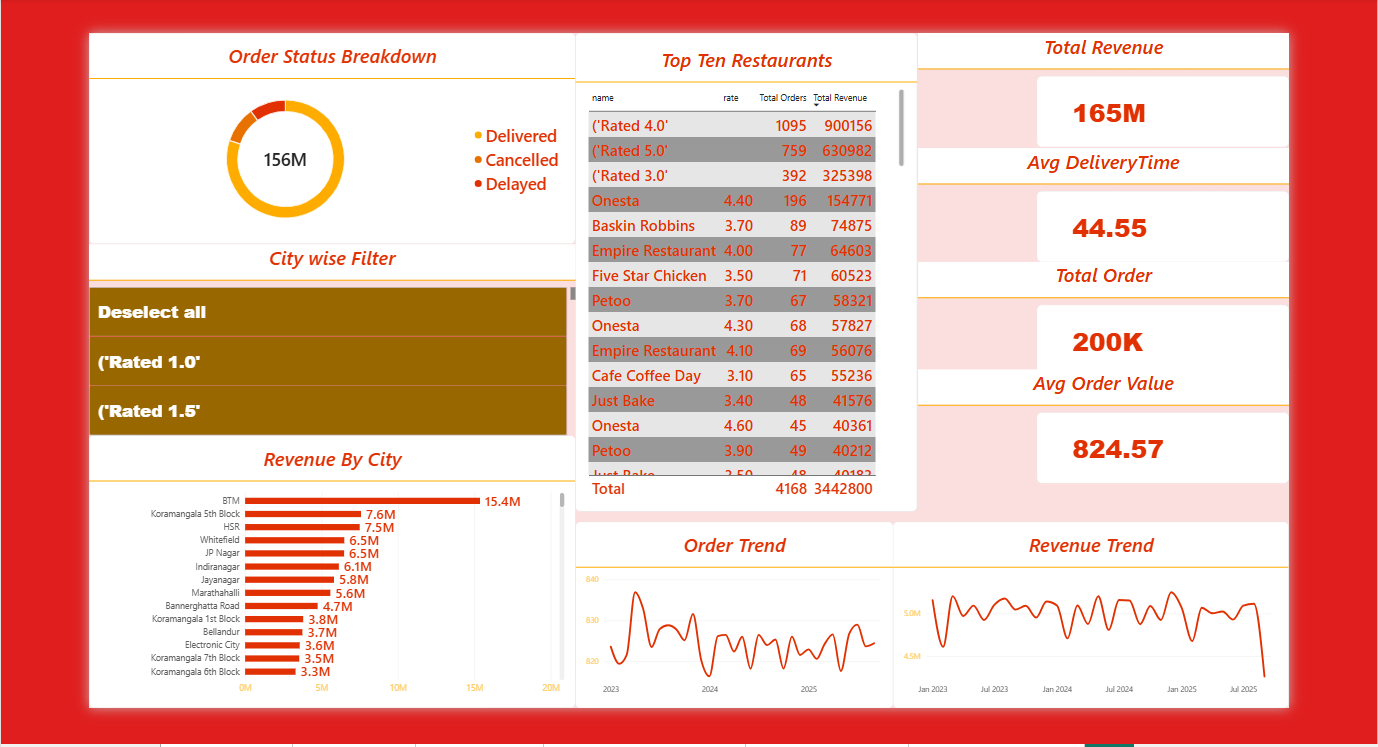 Order Status Breakdown
156M
Delivered
Cancelled
Delayed
City wise Filter
Deselect all
('Rated 1.0'
('Rated 1.5'
Revenue By City
BTM 15.4M
Koramangala 5th Block 7.6M
HSR 7.5M
Whitefield 6.5M
JP Nagar 6.5M
Indiranagar 6.1M
Jayanagar 5.8M
Marathahalli 5.6M
Bannerghatta Road 4.7M
Koramangala 1st Block 3.8M
Bellandur 3.7M
Electronic City 3.6M
Koramangala 7th Block 3.5M
Koramangala 6th Block 3.3M
0M 5M 10M 15M 20M
Top Ten Restaurants
name rate Total Orders Total Revenue
('Rated 4.0' 1095 900156
('Rated 5.0' 759 630982
('Rated 3.0' 392 325398
Onesta 4.40 196 154771
Baskin Robbins 3.70 89 74875
Empire Restaurant 4.00 77 64603
Five Star Chicken 3.50 71 60523
Petoo 3.70 67 58321
Onesta 4.30 68 57827
Empire Restaurant 4.10 69 56076
Cafe Coffee Day 3.10 65 55236
Just Bake 3.40 48 41576
Onesta 4.60 45 40361
Petoo 3.90 49 40212
Just Bake 3.50 48 40183
Total 4168 3442800
Total Revenue
165M
Avg DeliveryTime
44.55
Total Order
200K
Avg Order Value
824.57
Order Trend
840
830
820
2023 2024 2025
Revenue Trend
5.0M
4.5M
Jan 2023 Jul 2023 Jan 2024 Jul 2024 Jan 2025 Jul 2025